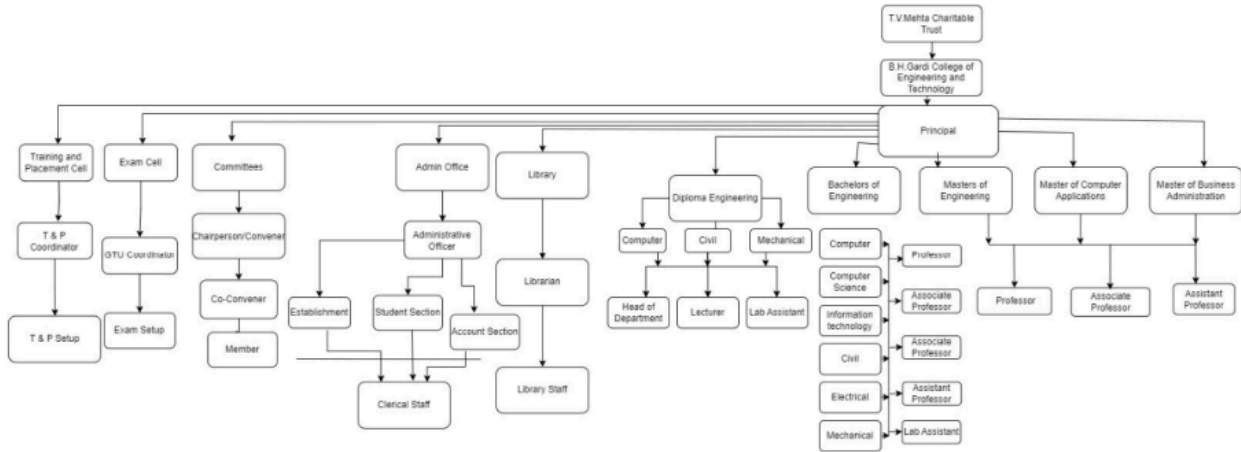 T.V.Mehta Charitable
Trust
B.H.Gardi College of
Engineering and
Technology
Principal
Training and
Placement Cell
Exam Cell
Committees
Admin Office
Library
Diploma Engineering
Bachelors of
Engineering
Masters of
Engineering
Master of Computer
Applications
Master of Business
Administration
T & P
Coordinator
GTU Coordinator
Chairperson/Convener
Administrative
Officer
Computer
Civil
Mechanical
Librarian
Co-Convener
Establishment
Student Section
Account Section
Head of
Department
Lecturer
Lab Assistant
T & P Setup
Exam Setup
Member
Clerical Staff
Library Staff
Computer
Computer
Science
Information
technology
Civil
Electrical
Mechanical
Professor
Associate
Professor
Associate
Professor
Assistant
Professor
Lab Assistant
Professor
Associate
Professor
Assistant
Professor